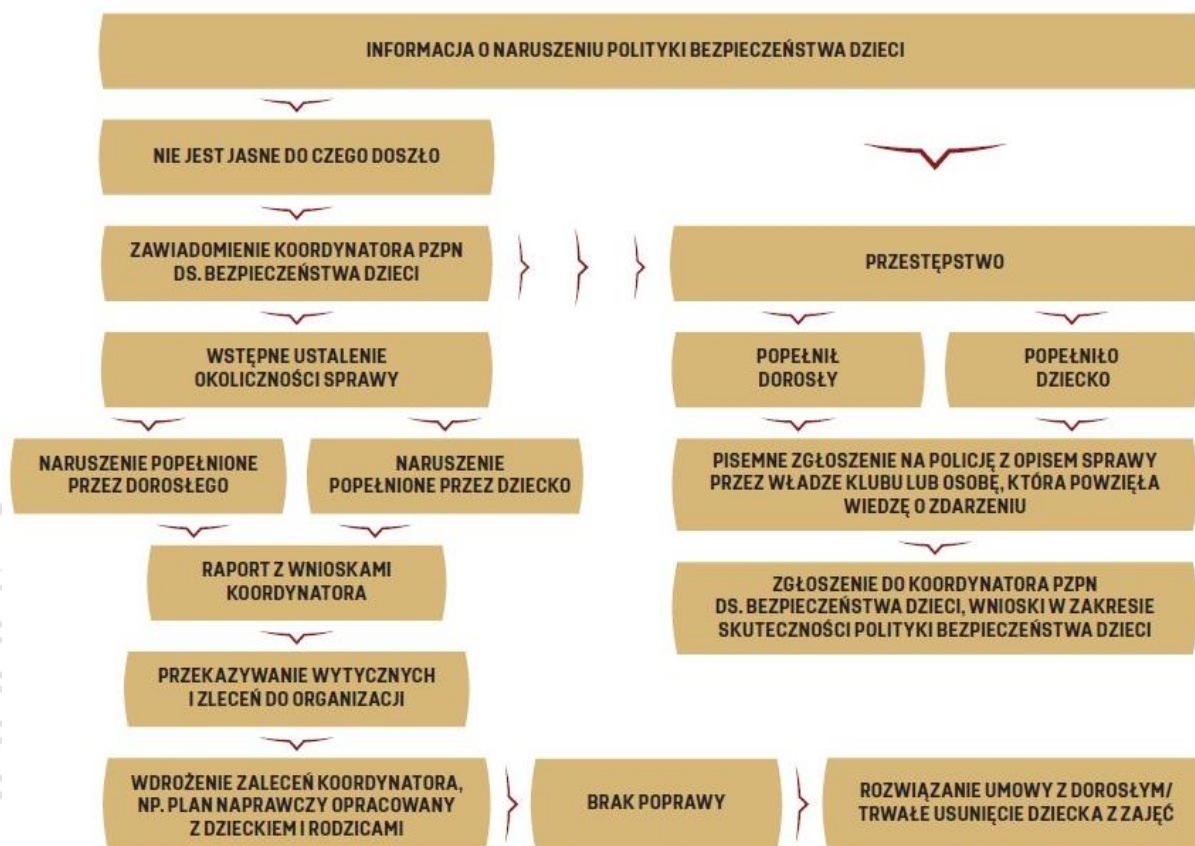 INFORMACJA O NARUSZENIU POLITYKI BEZPIECZEŃSTWA DZIECI
NIE JEST JASNE DO CZEGO DOSZŁO
ZAWIADOMIENIE KOORDYNATORA PZPN
DS. BEZPIECZEŃSTWA DZIECI
PRZESTĘPSTWO
WSTĘPNE USTALENIE
OKOLICZNOŚCI SPRAWY
POPEŁNIŁ
DOROSŁY
POPEŁNIŁO
DZIECKO
NARUSZENIE POPEŁNIONE
PRZEZ DOROSŁEGO
NARUSZENIE
POPEŁNIONE PRZEZ DZIECKO
PISEMNE ZGŁOSZENIE NA POLICJĘ Z OPISEM SPRAWY
PRZEZ WŁADZE KLUBU LUB OSOBĘ, KTÓRA POWZIĘŁA
WIEDZĘ O ZDARZENIU
RAPORT Z WNIOSKAMI
KOORDYNATORA
ZGŁOSZENIE DO KOORDYNATORA PZPN
DS. BEZPIECZEŃSTWA DZIECI, WNIOSKI W ZAKRESIE
SKUTECZNOŚCI POLITYKI BEZPIECZEŃSTWA DZIECI
PRZEKAZYWANIE WYTYCZNYCH
I ZLECEŃ DO ORGANIZACJI
WDROŻENIE ZALECEŃ KOORDYNATORA,
NP. PLAN NAPRAWCZY OPRACOWANY
Z DZIECKIEM I RODZICAMI
BRAK POPRAWY
ROZWIĄZANIE UMOWY Z DOROSŁYM/
TRWAŁE USUNIĘCIE DZIECKA Z ZAJĘĆ